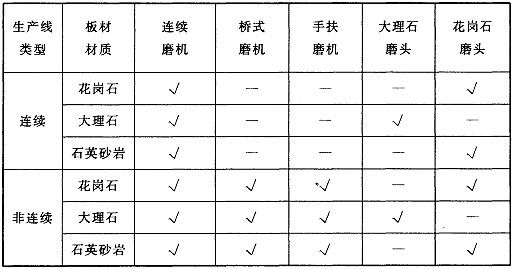 生产线 板材 连续 桥式 手扶 大理石 花岗石
类型 材质 磨机 磨机 磨机 磨头 磨头
花岗石 √ — — — √
连续 大理石 √ — — √ —
石英砂岩 √ — — — √
花岗石 √ √ √ — √
非连续 大理石 √ √ √ √ —
石英砂岩 √ √ √ — √